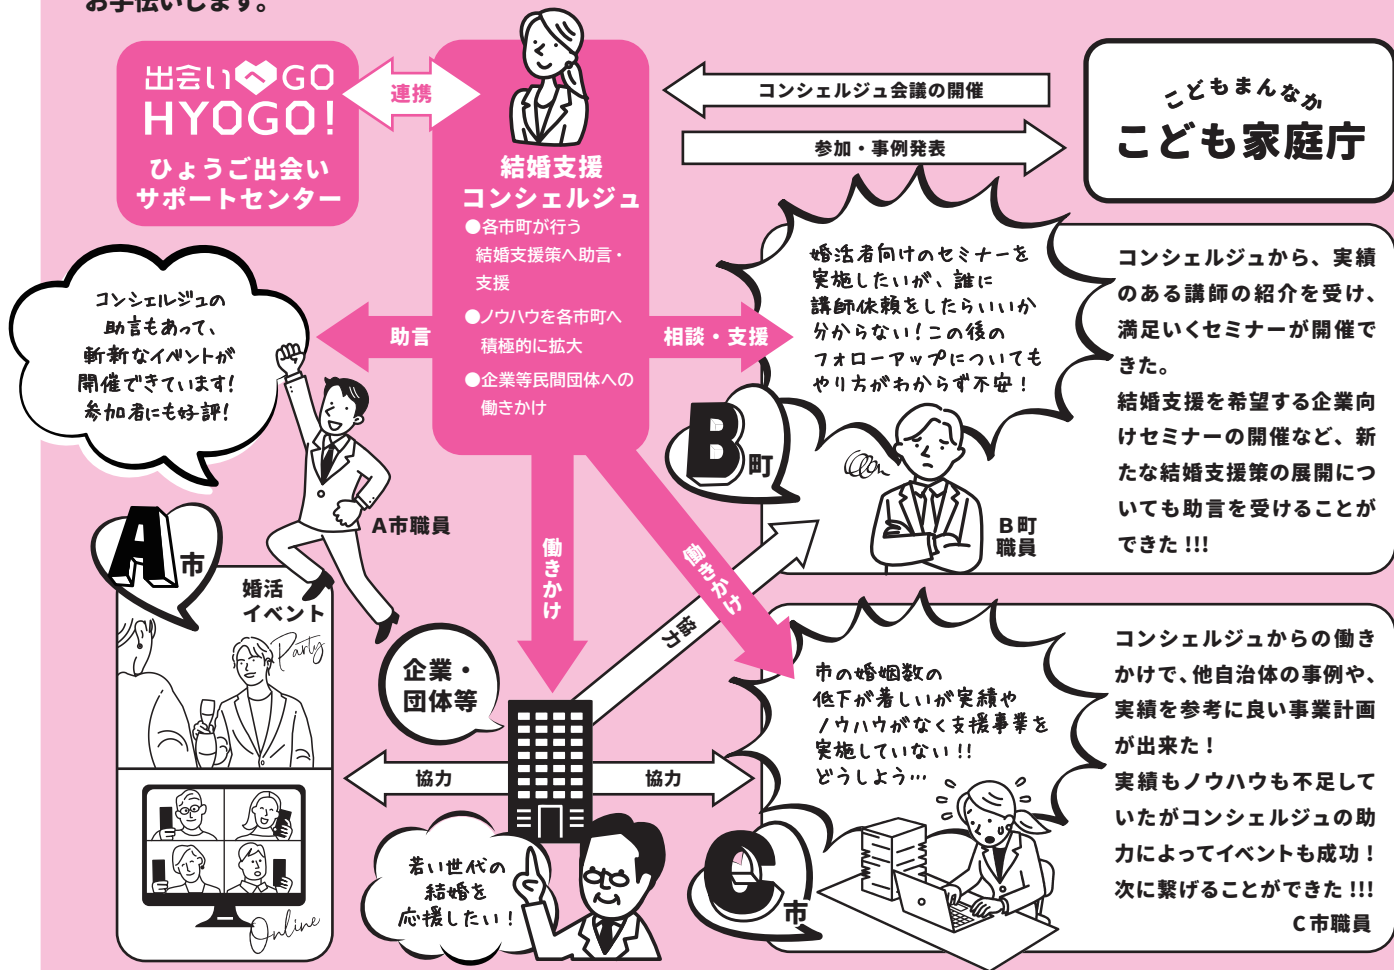 お手伝いします。
出会いへGO
HYOGO!
ひょうご出会い
サポートセンター
連携
結婚支援
コンシェルジュ
●各市町が行う
結婚支援策へ助言・
支援
●ノウハウを各市町へ
積極的に拡大
●企業等民間団体への
働きかけ
コンシェルジュ会議の開催
参加・事例発表
こどもまんなか
こども家庭庁
コンシェルジュの
助言もあって、
斬新なイベントが
開催できています!
参加者にも好評!
助言
相談・支援
A市職員
A市
婚活
イベント
Party
Online
婚活者向けのセミナーを
実施したいが、誰に
講師依頼をしたらいいか
分からない!この後の
フォローアップについても
やり方がわからず不安!
B町
B町
職員
コンシェルジュから、実績
のある講師の紹介を受け、
満足いくセミナーが開催で
きた。
結婚支援を希望する企業向
けセミナーの開催など、新
たな結婚支援策の展開につ
いても助言を受けることが
できた!!!
働きかけ
働きかけ
協力
企業・
団体等
協力
協力
若い世代の
結婚を
応援したい!
市の婚姻数の
低下が著しいが実績や
ノウハウがなく支援事業を
実施していない!!
どうしよう…
C市
コンシェルジュからの働き
かけで、他自治体の事例や、
実績を参考に良い事業計画
が出来た!
実績もノウハウも不足して
いたがコンシェルジュの助
力によってイベントも成功!
次に繋げることができた!!!
C市職員